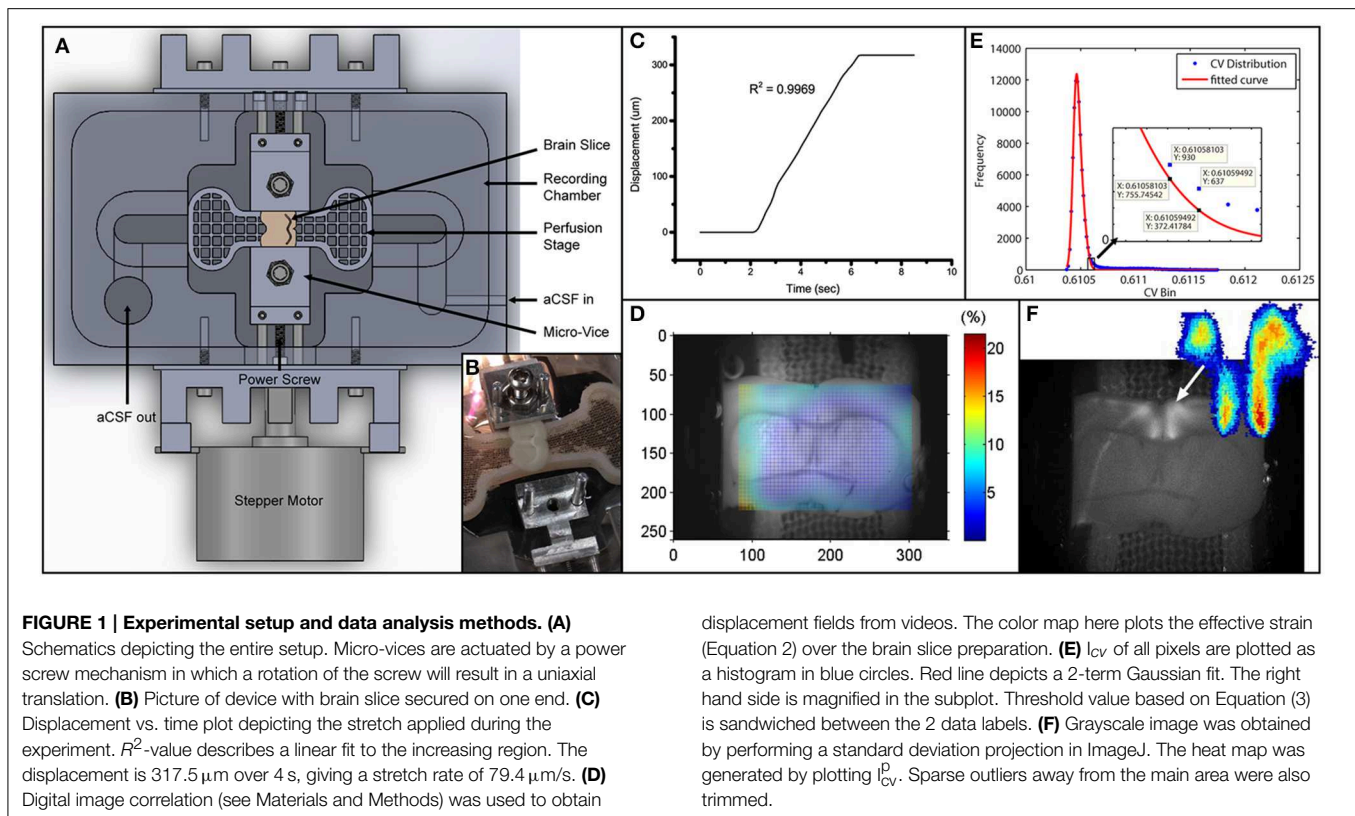 A
Brain Slice
Recording
Chamber
Perfusion
Stage
aCSF in
Micro-Vice
Power Screw
aCSF out
Stepper Motor
B
C
300
200
100
0
Displacement (um)
R² = 0.9969
0 2 4 6 8 10
Time (sec)
D
(%)
0
50
100
150
200
250
0 100 200 300
20
15
10
5
E
14000
12000
10000
8000
6000
4000
2000
0
Frequency
CV Distribution
fitted curve
X: 0.61058103
Y: 930
X: 0.61059492
Y: 637
X: 0.61058103
Y: 755.74542
X: 0.61059492
Y: 372.41784
0
0.61 0.6105 0.611 0.6115 0.612 0.6125
CV Bin
F
FIGURE 1 | Experimental setup and data analysis methods. (A)
Schematics depicting the entire setup. Micro-vices are actuated by a power
screw mechanism in which a rotation of the screw will result in a uniaxial
translation. (B) Picture of device with brain slice secured on one end. (C)
Displacement vs. time plot depicting the stretch applied during the
experiment. R²-value describes a linear fit to the increasing region. The
displacement is 317.5 μm over 4 s, giving a stretch rate of 79.4 μm/s. (D)
Digital image correlation (see Materials and Methods) was used to obtain
displacement fields from videos. The color map here plots the effective strain
(Equation 2) over the brain slice preparation. (E) I_cv of all pixels are plotted as
a histogram in blue circles. Red line depicts a 2-term Gaussian fit. The right
hand side is magnified in the subplot. Threshold value based on Equation (3)
is sandwiched between the 2 data labels. (F) Grayscale image was obtained
by performing a standard deviation projection in ImageJ. The heat map was
generated by plotting I^p_cv. Sparse outliers away from the main area were also
trimmed.